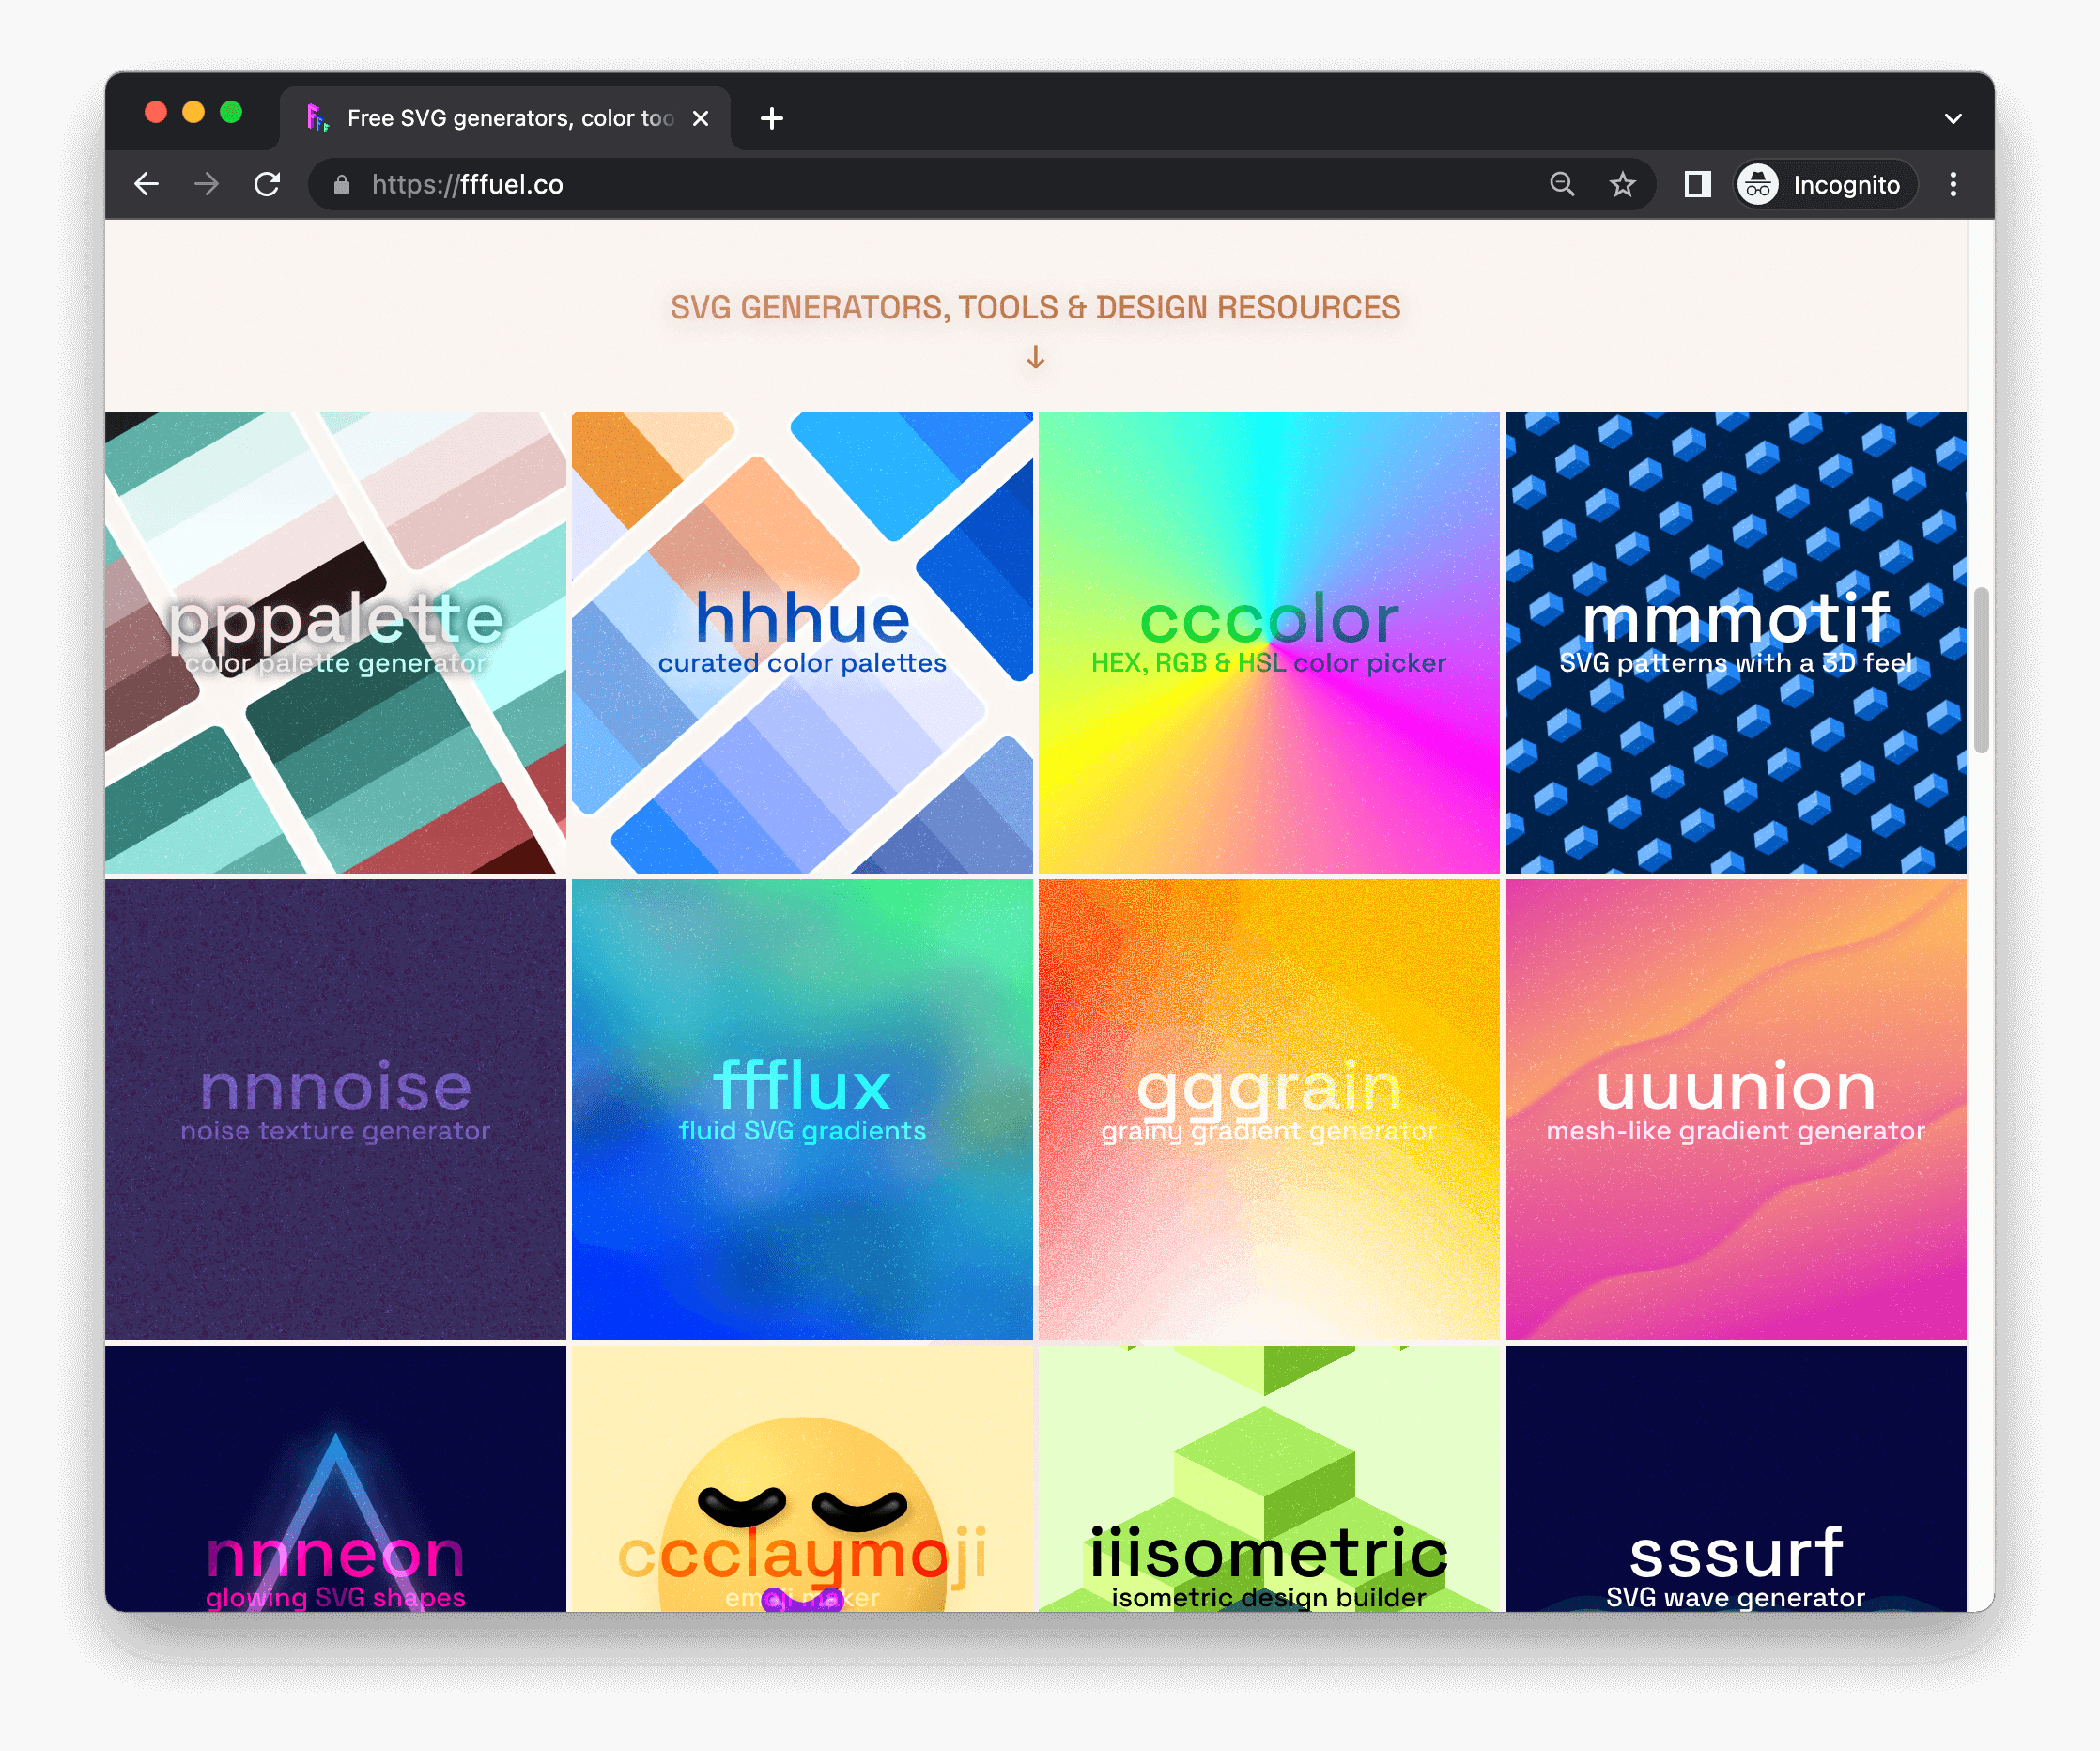 Free SVG generators, color too
https://fffuel.co
Incognito
SVG GENERATORS, TOOLS & DESIGN RESOURCES
↓
pppalette
color palette generator
hhhue
curated color palettes
cccolor
HEX, RGB & HSL color picker
mmmotif
SVG patterns with a 3D feel
nnnoise
noise texture generator
ffflux
fluid SVG gradients
gggrain
grainy gradient generator
uuunion
mesh-like gradient generator
nnneon
glowing SVG shapes
ccclaymoji
emoji maker
iiisometric
isometric design builder
sssurf
SVG wave generator